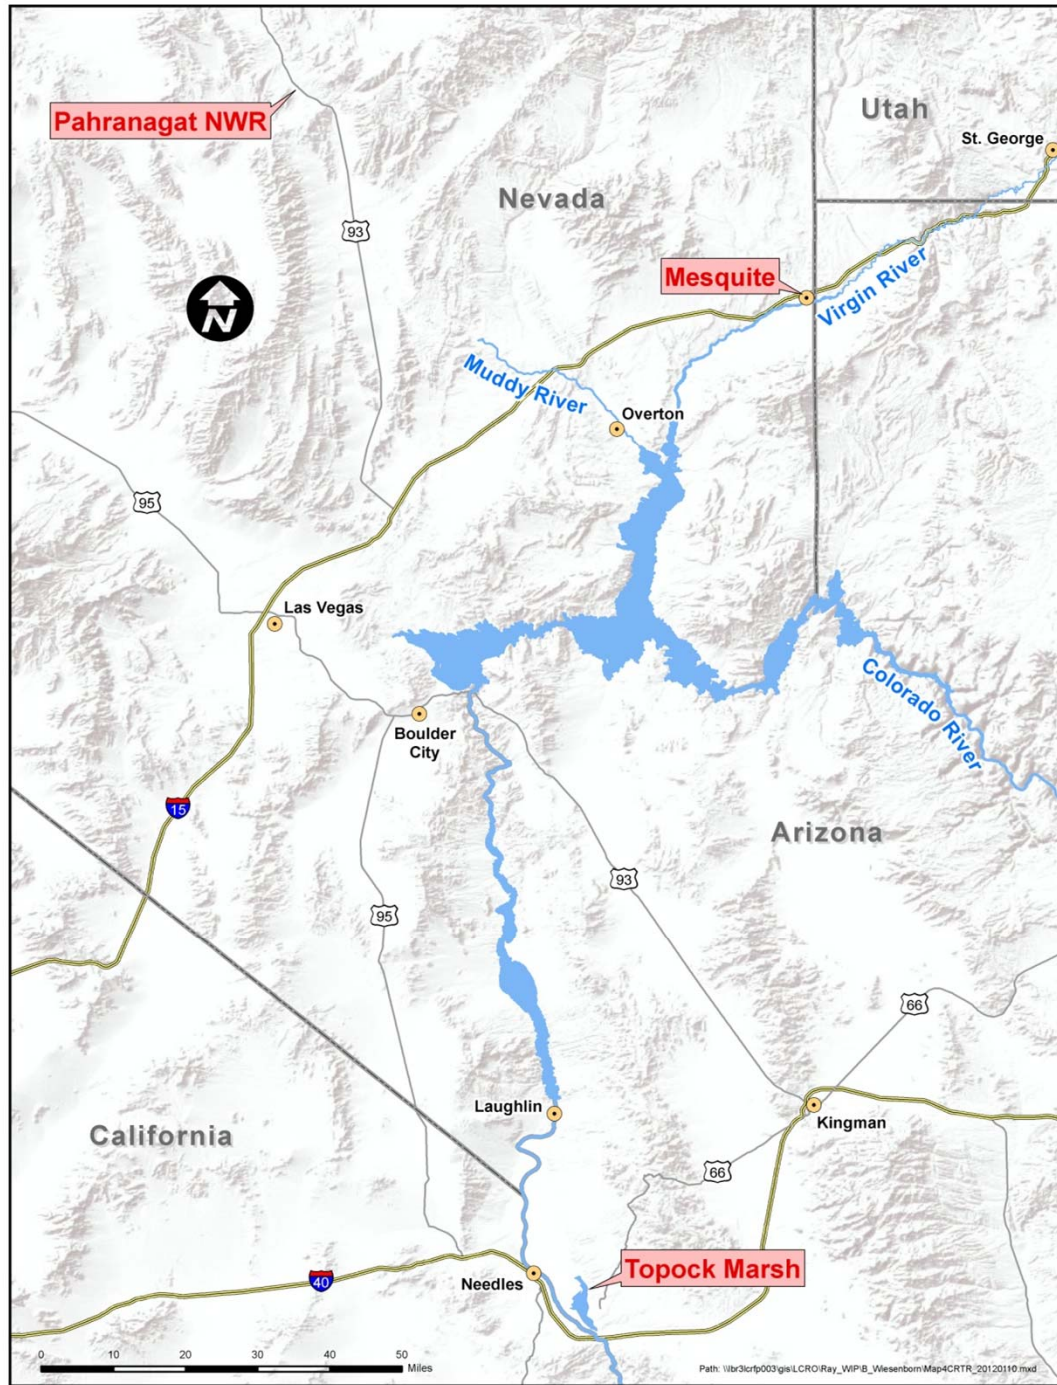 Utah
Pahranagat NWR
St. George
Nevada
93
Mesquite
Virgin River
N
Muddy River
Overton
95
Las Vegas
Colorado River
Boulder
City
15
Arizona
93
95
66
Laughlin
Kingman
California
66
Topock Marsh
40
Needles
0 10 20 30 40 50
Miles
Path: \\lbr3lcrfp003\gis\LCRO\Ray_WIP\B_Wiesenborn\Map4CRTR_20120110.mxd